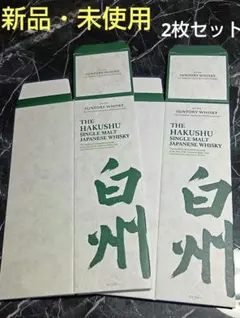 新品・未使用
2枚セット
SUNTORY WHISKY
THE
HAKUSHU
SINGLE MALT
JAPANESE WHISKY
白州
SUNTORY WHISKY
THE
HAKUSHU
SINGLE MALT
JAPANESE WHISKY
白州